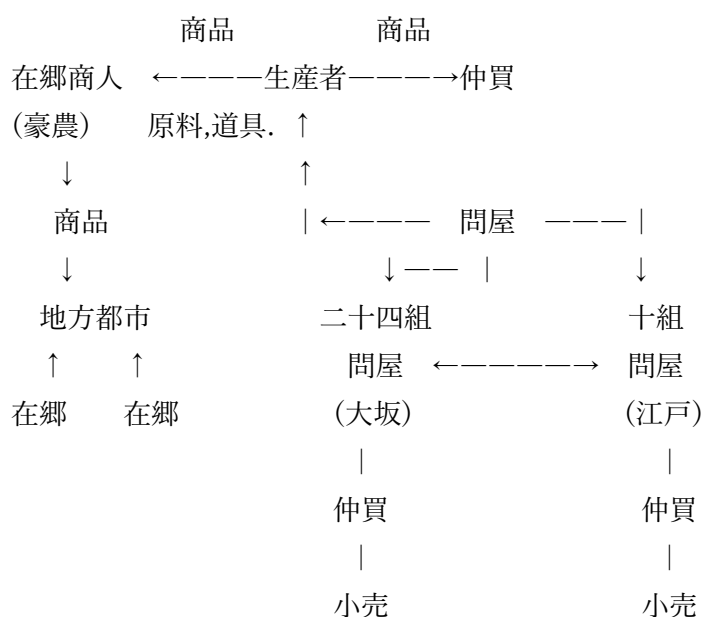 商品 商品
在郷商人 ←———生産者———→仲買
(豪農) 原料,道具. ↑
↓ ↑
商品 |←——— 問屋 ———|
↓ ↓—— | ↓
地方都市 二十四組 十組
↑ ↑ 問屋 ←————→ 問屋
在郷 在郷 (大坂) (江戸)
| |
仲買 仲買
| |
小売 小売